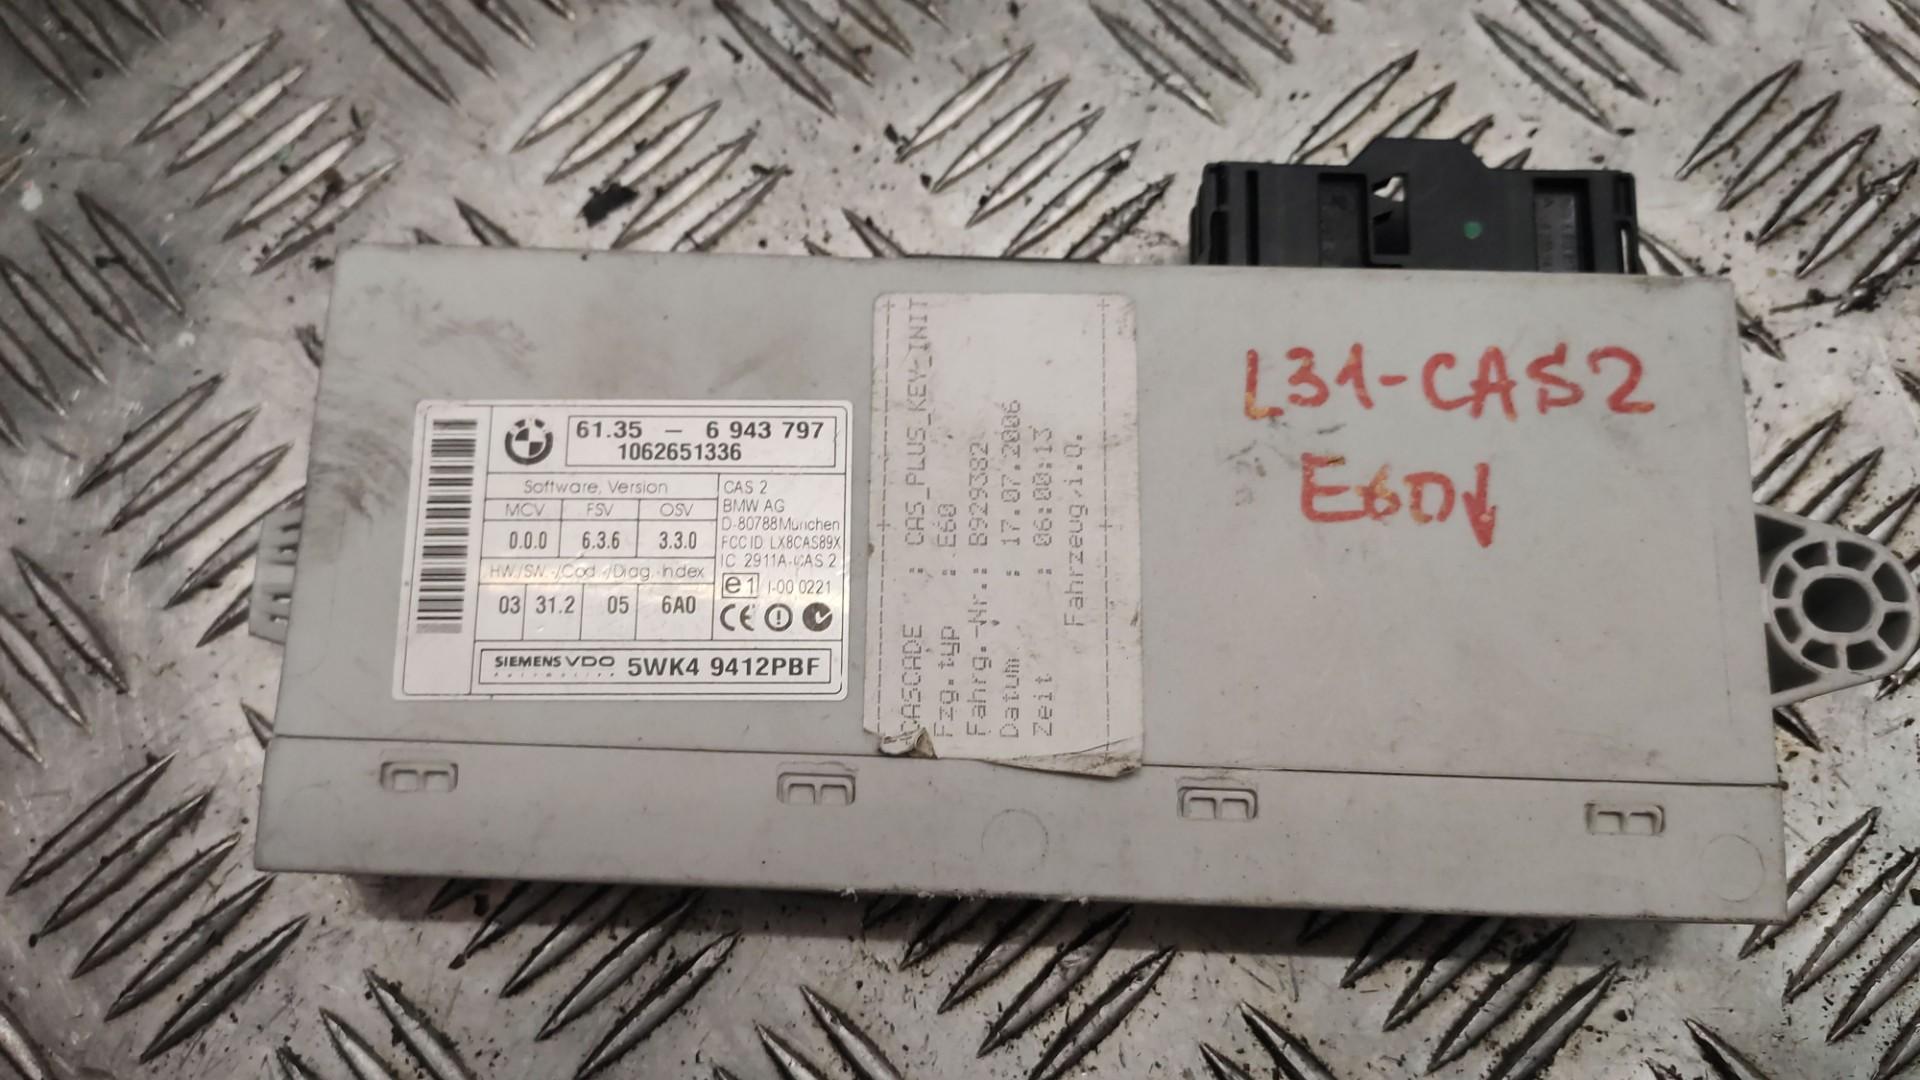 61.35 – 6 943 797
1062651336
Software, Version
MCV FSV OSV
0.0.0 6.3.6 3.3.0
HW./SW.-/Cod.-/Diag.-Index
03 31.2 05 6A0
CAS 2
BMW AG
D-80788 München
FCC ID: LX8CAS89X
IC 2911A-CAS 2
e1 I-00 0221
CE
SIEMENS VDO 5WK4 9412PBF
Automotive
CASCADE : CAS_PLUS_KEY_INIT
Fzg.typ : E60
Fahrg.-Nr.: B929382
Datum : 17.07.2006
Zeit : 06:00:13
Fahrzeug i.O.
L31-CAS2
E60